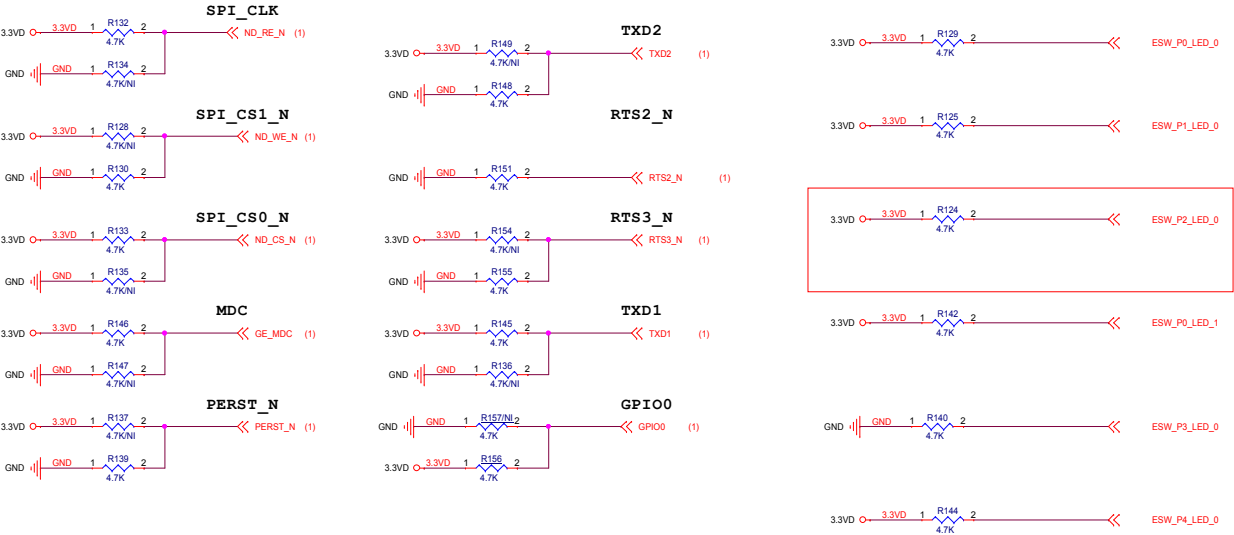 SPI_CLK
3.3VD 3.3VD 1 R132 2 ND_RE_N (1)
4.7K
GND GND 1 R134 2
4.7K/NI
SPI_CS1_N
3.3VD 3.3VD 1 R128 2 ND_WE_N (1)
4.7K/NI
GND GND 1 R130 2
4.7K
SPI_CS0_N
3.3VD 3.3VD 1 R133 2 ND_CS_N (1)
4.7K
GND GND 1 R135 2
4.7K/NI
MDC
3.3VD 3.3VD 1 R146 2 GE_MDC (1)
4.7K
GND GND 1 R147 2
4.7K/NI
PERST_N
3.3VD 3.3VD 1 R137 2 PERST_N (1)
4.7K/NI
GND GND 1 R139 2
4.7K
TXD2
3.3VD 3.3VD 1 R149 2 TXD2 (1)
4.7K/NI
GND GND 1 R148 2
4.7K
RTS2_N
GND GND 1 R151 2 RTS2_N (1)
4.7K
RTS3_N
3.3VD 3.3VD 1 R154 2 RTS3_N (1)
4.7K/NI
GND GND 1 R155 2
4.7K
TXD1
3.3VD 3.3VD 1 R145 2 TXD1 (1)
4.7K
GND GND 1 R136 2
4.7K/NI
GPIO0
GND GND 1 R157/NI 2 GPIO0 (1)
4.7K
3.3VD 3.3VD 1 R156 2
4.7K
3.3VD 3.3VD 1 R129 2 ESW_P0_LED_0
4.7K
3.3VD 3.3VD 1 R125 2 ESW_P1_LED_0
4.7K
3.3VD 3.3VD 1 R124 2 ESW_P2_LED_0
4.7K
3.3VD 3.3VD 1 R142 2 ESW_P0_LED_1
4.7K
GND GND 1 R140 2 ESW_P3_LED_0
4.7K
3.3VD 3.3VD 1 R144 2 ESW_P4_LED_0
4.7K